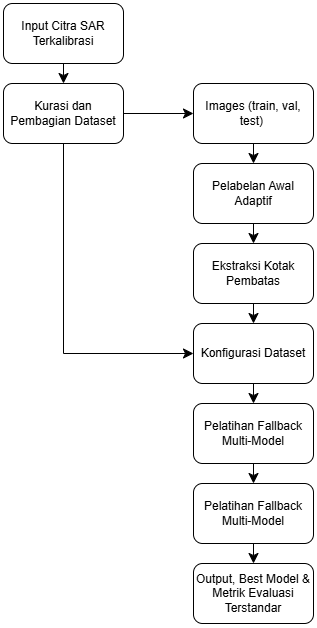 Input Citra SAR
Terkalibrasi
Kurasi dan
Pembagian Dataset
Images (train, val,
test)
Pelabelan Awal
Adaptif
Ekstraksi Kotak
Pembatas
Konfigurasi Dataset
Pelatihan Fallback
Multi-Model
Pelatihan Fallback
Multi-Model
Output, Best Model &
Metrik Evaluasi
Terstandar